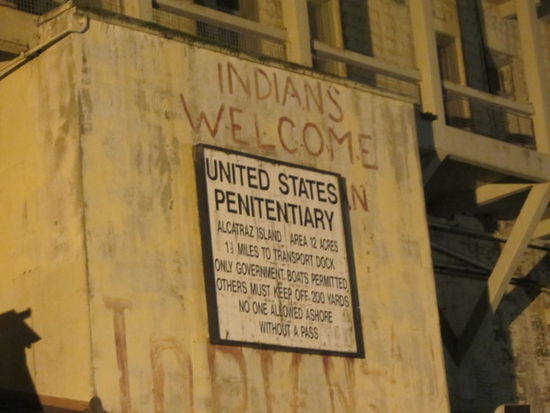 INDIANS
WELCOME
UNITED STATES
PENITENTIARY
ALCATRAZ ISLAND AREA 12 ACRES
1½ MILES TO TRANSPORT DOCK
ONLY GOVERNMENT BOATS PERMITTED
OTHERS MUST KEEP OFF 200 YARDS
NO ONE ALLOWED ASHORE
WITHOUT A PASS
INDIAN